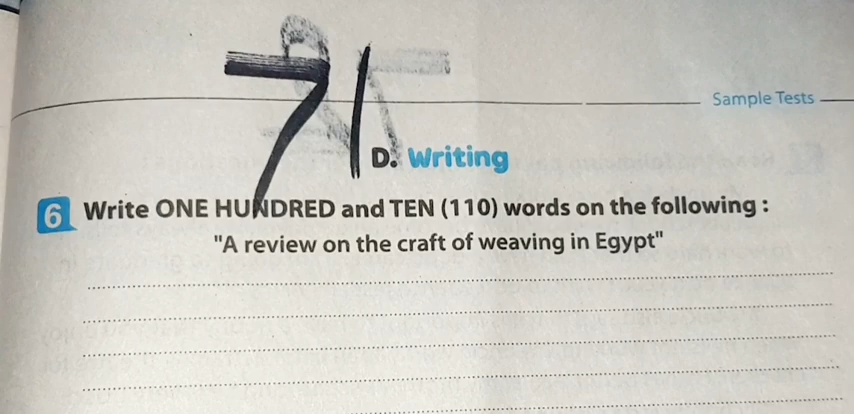 71
Sample Tests
D. Writing
6 Write ONE HUNDRED and TEN (110) words on the following :
"A review on the craft of weaving in Egypt"